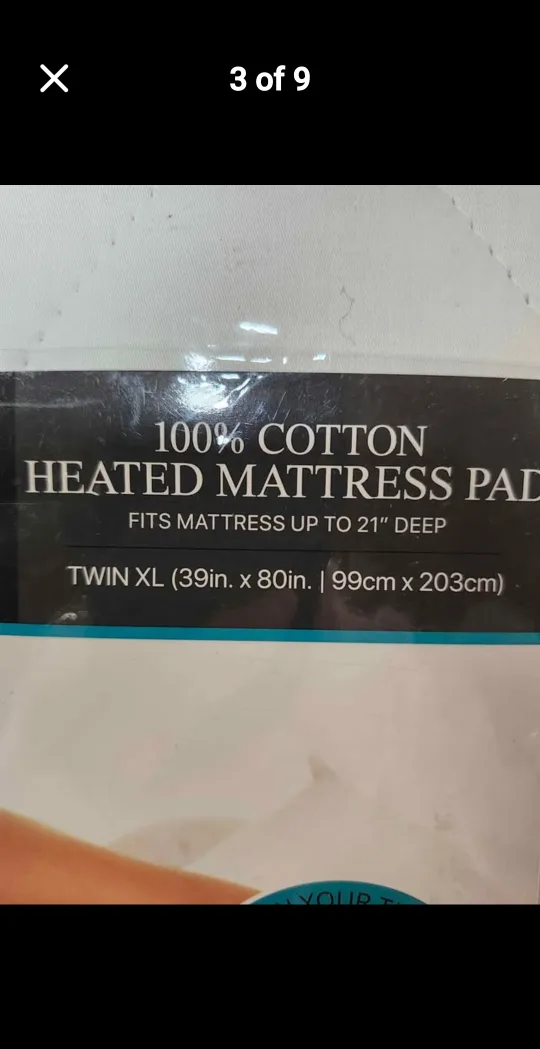 3 of 9
100% COTTON
HEATED MATTRESS PAD
FITS MATTRESS UP TO 21" DEEP
TWIN XL (39in. x 80in. | 99cm x 203cm)
YOUR